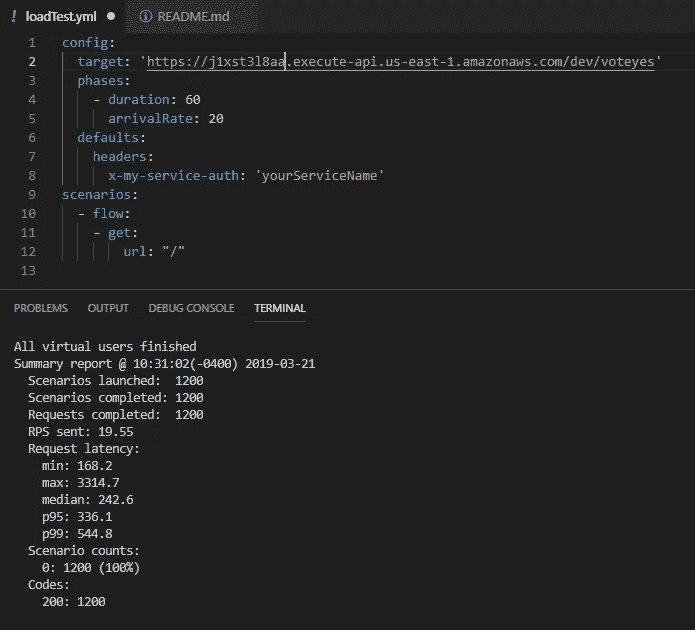 ! loadTest.yml ● README.md
1 config:
2 target: 'https://j1xst3l8aa.execute-api.us-east-1.amazonaws.com/dev/voteyes'
3 phases:
4 - duration: 60
5 arrivalRate: 20
6 defaults:
7 headers:
8 x-my-service-auth: 'yourServiceName'
9 scenarios:
10 - flow:
11 - get:
12 url: "/"
13
PROBLEMS OUTPUT DEBUG CONSOLE TERMINAL
All virtual users finished
Summary report @ 10:31:02(-0400) 2019-03-21
Scenarios launched: 1200
Scenarios completed: 1200
Requests completed: 1200
RPS sent: 19.55
Request latency:
min: 168.2
max: 3314.7
median: 242.6
p95: 336.1
p99: 544.8
Scenario counts:
0: 1200 (100%)
Codes:
200: 1200